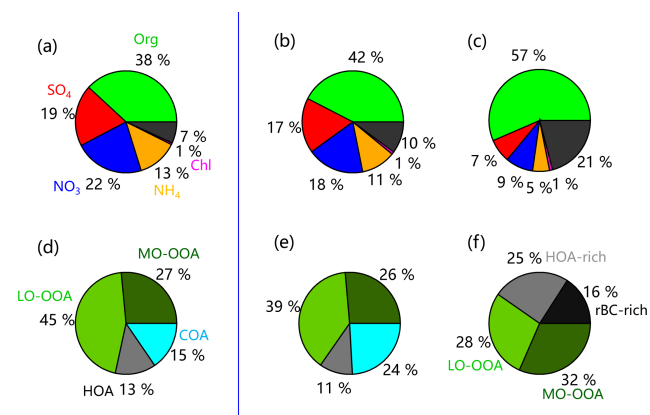 (a)
Org
38 %
SO₄
19 %
NO₃
22 %
13 %
NH₄
1 %
Chl
7 %
(b)
42 %
17 %
18 %
11 %
1 %
10 %
(c)
57 %
7 %
9 %
5 %
1 %
21 %
(d)
MO-OOA
27 %
LO-OOA
45 %
COA
15 %
HOA 13 %
(e)
26 %
39 %
11 %
24 %
(f)
25 % HOA-rich
16 %
rBC-rich
28 %
LO-OOA
32 %
MO-OOA